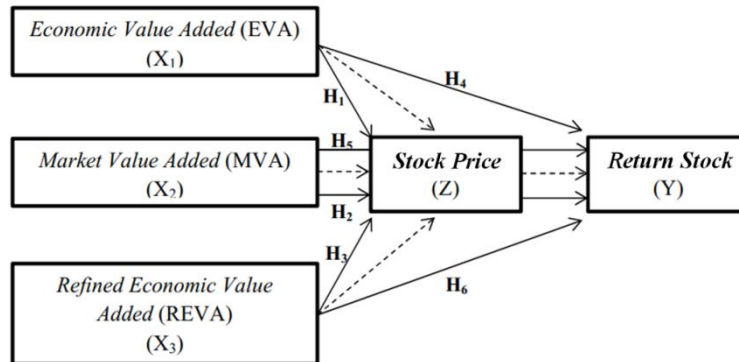 Economic Value Added (EVA)
(X₁)
H₄
H₁
Market Value Added (MVA)
(X₂)
H₅
H₂
Stock Price
(Z)
Return Stock
(Y)
H₃
Refined Economic Value
Added (REVA)
(X₃)
H₆